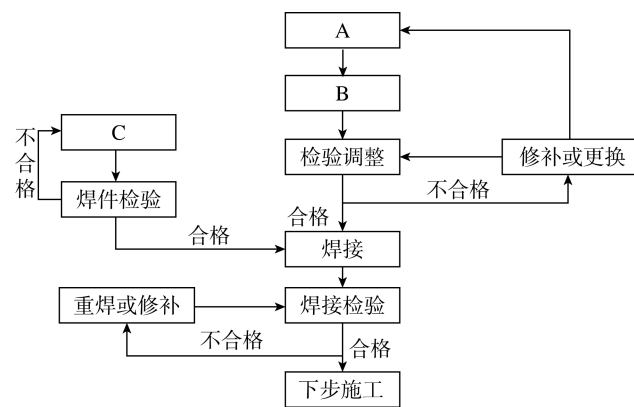 A
B
不合格
C
检验调整
修补或更换
焊件检验
不合格
合格
合格
焊接
重焊或修补
焊接检验
不合格
合格
下步施工